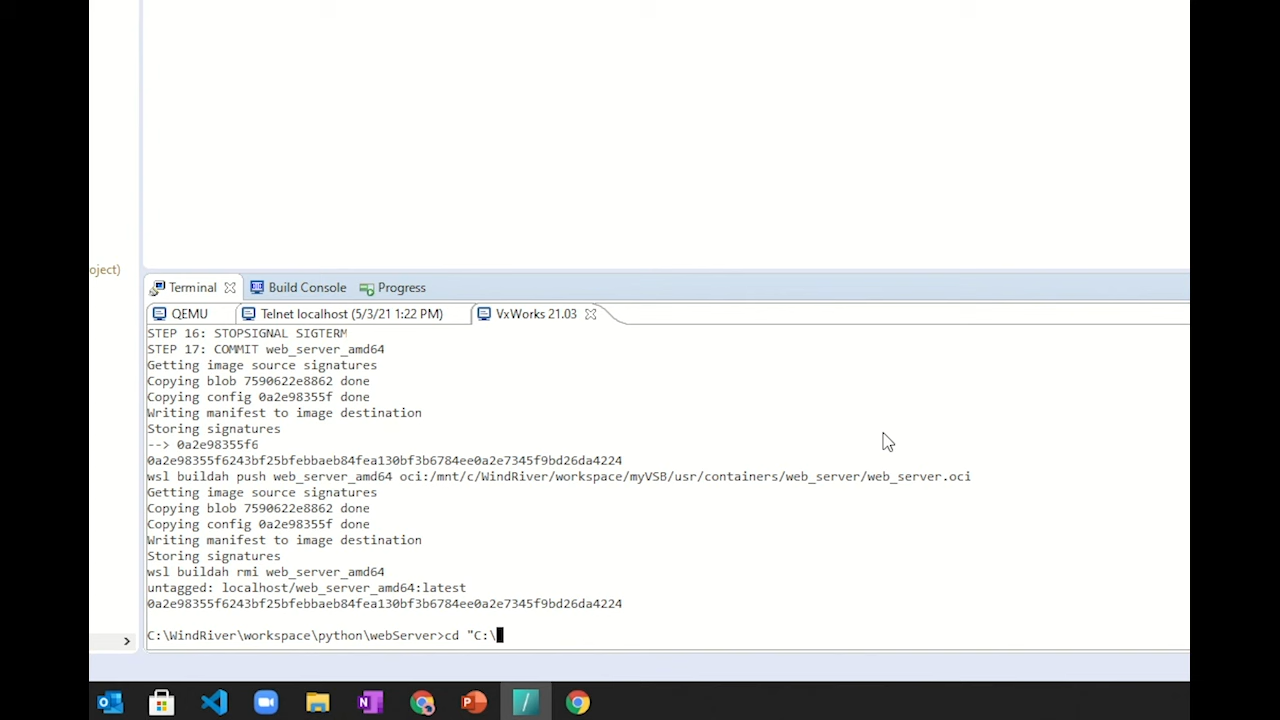 oject)
Terminal
Build Console
Progress
QEMU
Telnet localhost (5/3/21 1:22 PM)
VxWorks 21.03
STEP 16: STOPSIGNAL SIGTERM
STEP 17: COMMIT web_server_amd64
Getting image source signatures
Copying blob 7590622e8862 done
Copying config 0a2e98355f done
Writing manifest to image destination
Storing signatures
--> 0a2e98355f6
0a2e98355f6243bf25bfebbaeb84fea130bf3b6784ee0a2e7345f9bd26da4224
wsl buildah push web_server_amd64 oci:/mnt/c/WindRiver/workspace/myVSB/usr/containers/web_server/web_server.oci
Getting image source signatures
Copying blob 7590622e8862 done
Copying config 0a2e98355f done
Writing manifest to image destination
Storing signatures
wsl buildah rmi web_server_amd64
untagged: localhost/web_server_amd64:latest
0a2e98355f6243bf25bfebbaeb84fea130bf3b6784ee0a2e7345f9bd26da4224
C:\WindRiver\workspace\python\webServer>cd "C:\